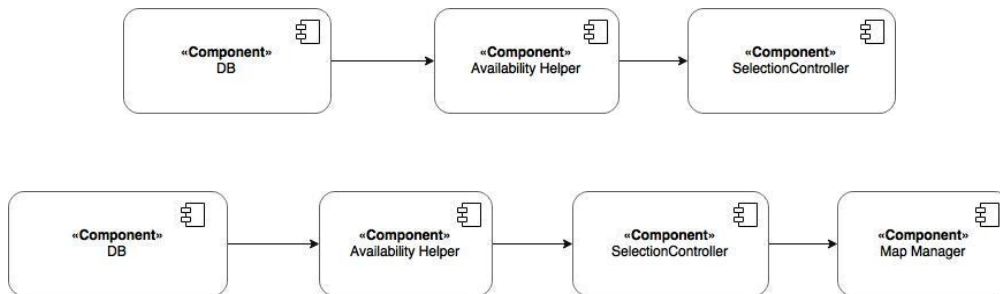 «Component»
DB
«Component»
Availability Helper
«Component»
SelectionController
«Component»
DB
«Component»
Availability Helper
«Component»
SelectionController
«Component»
Map Manager